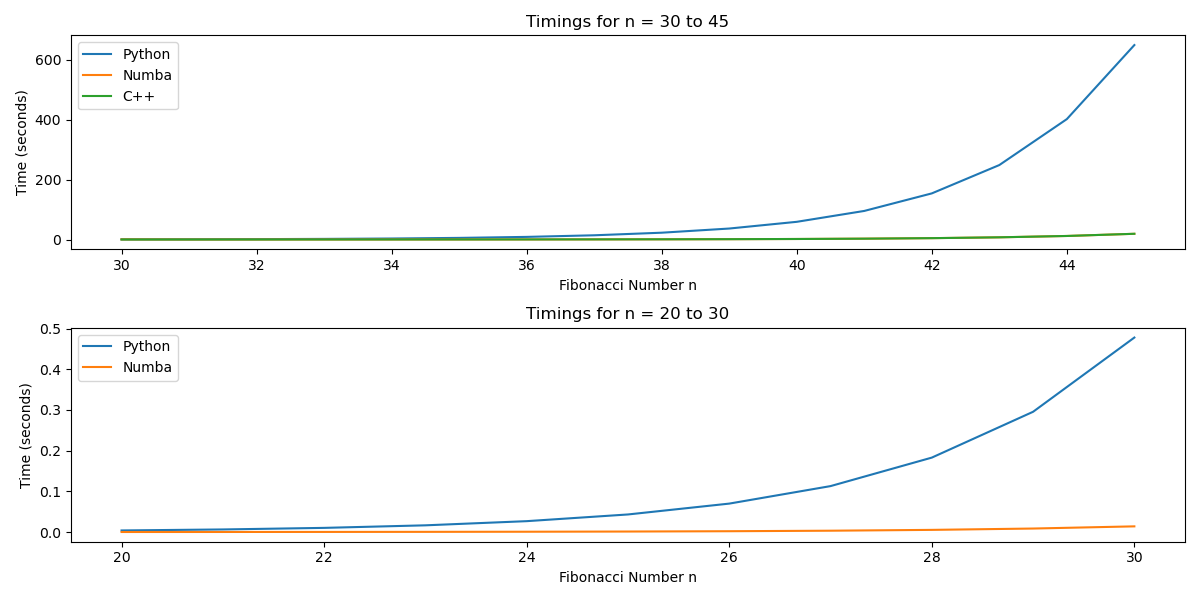 Timings for n = 30 to 45
Python
Numba
C++
600
400
200
0
Time (seconds)
30 32 34 36 38 40 42 44
Fibonacci Number n
Timings for n = 20 to 30
Python
Numba
0.5
0.4
0.3
0.2
0.1
0.0
Time (seconds)
20 22 24 26 28 30
Fibonacci Number n